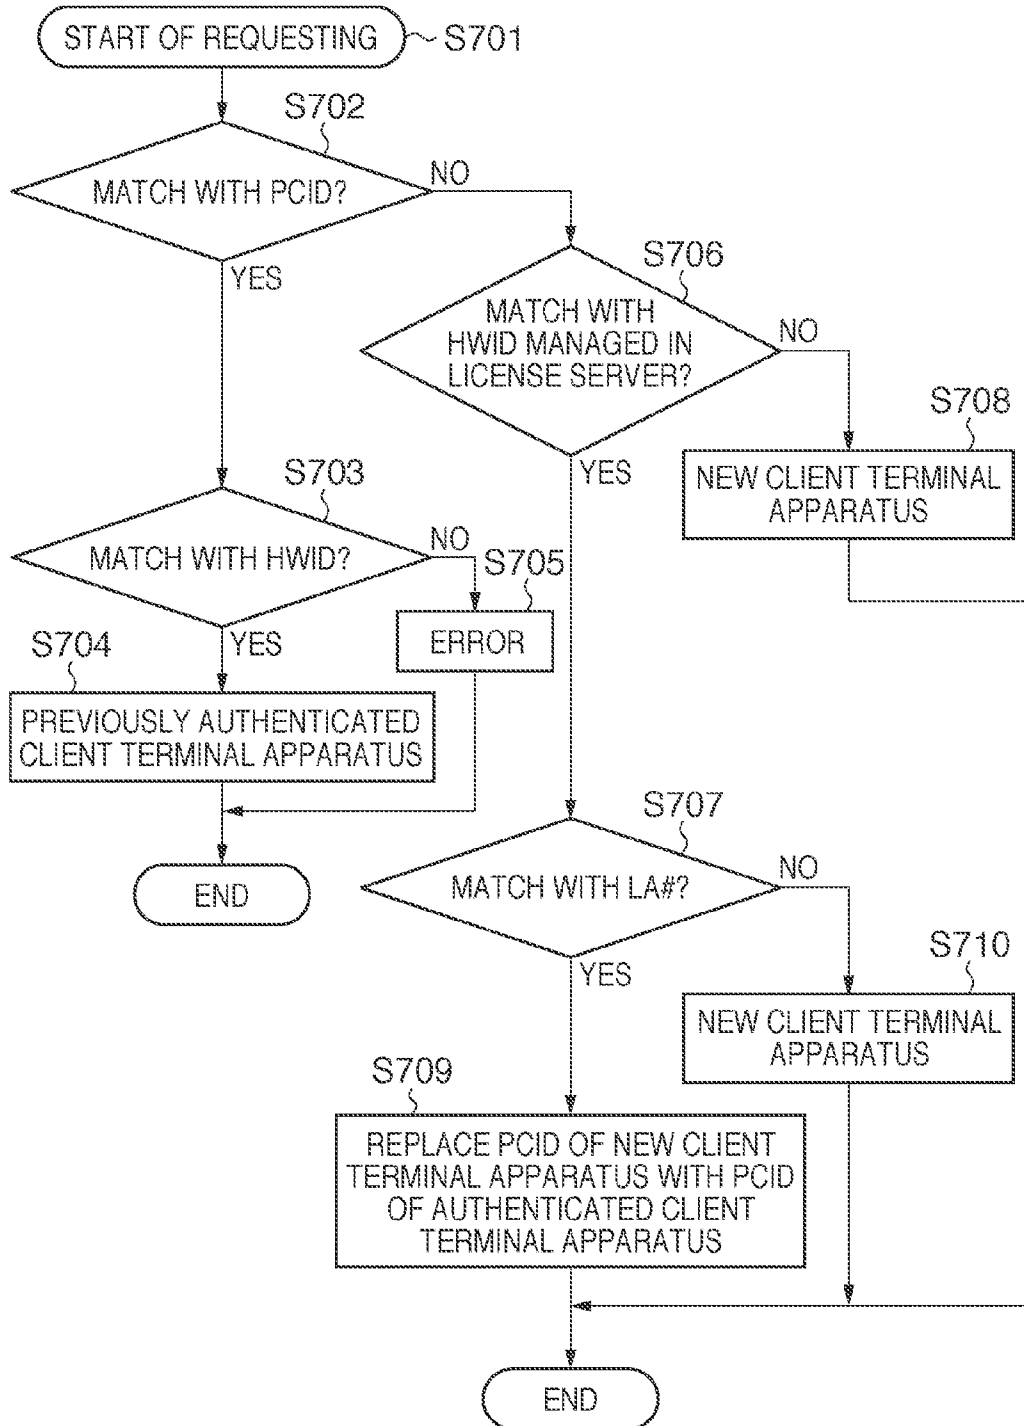 START OF REQUESTING
S701
S702
MATCH WITH PCID?
NO
YES
S706
MATCH WITH
HWID MANAGED IN
LICENSE SERVER?
NO
YES
S708
NEW CLIENT TERMINAL
APPARATUS
S703
MATCH WITH HWID?
NO
YES
S705
ERROR
S704
PREVIOUSLY AUTHENTICATED
CLIENT TERMINAL APPARATUS
END
S707
MATCH WITH LA#?
NO
YES
S710
NEW CLIENT TERMINAL
APPARATUS
S709
REPLACE PCID OF NEW CLIENT
TERMINAL APPARATUS WITH PCID
OF AUTHENTICATED CLIENT
TERMINAL APPARATUS
END